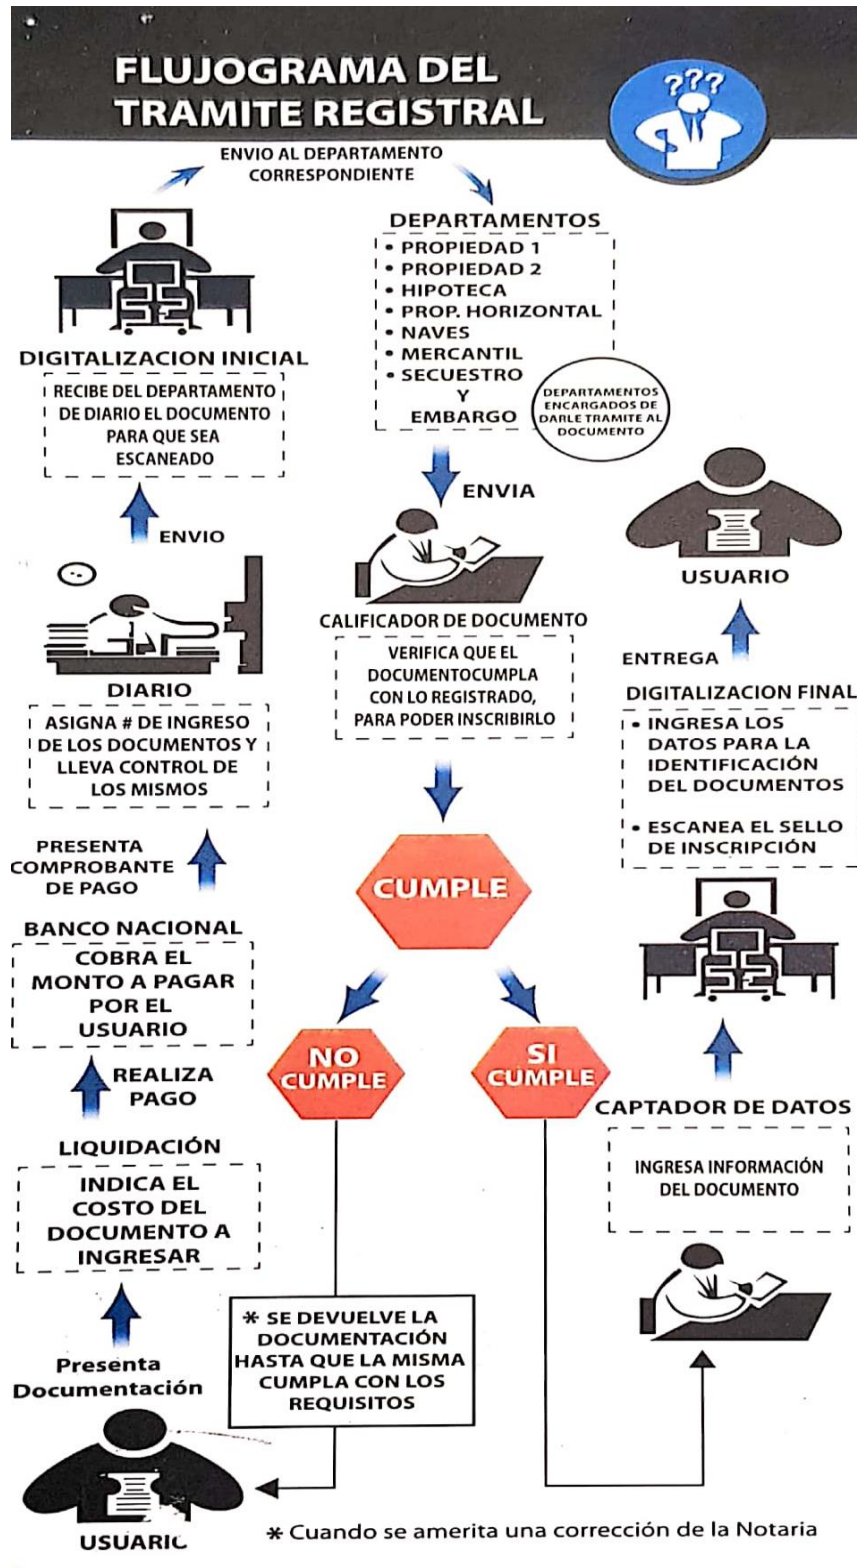 FLUJOGRAMA DEL
TRAMITE REGISTRAL
???
ENVIO AL DEPARTAMENTO
CORRESPONDIENTE
DIGITALIZACION INICIAL
RECIBE DEL DEPARTAMENTO
DE DIARIO EL DOCUMENTO
PARA QUE SEA
ESCANEADO
ENVIO
DIARIO
ASIGNA # DE INGRESO
DE LOS DOCUMENTOS Y
LLEVA CONTROL DE
LOS MISMOS
PRESENTA
COMPROBANTE
DE PAGO
BANCO NACIONAL
COBRA EL
MONTO A PAGAR
POR EL
USUARIO
REALIZA
PAGO
LIQUIDACIÓN
INDICA EL
COSTO DEL
DOCUMENTO A
INGRESAR
Presenta
Documentación
USUARIO
DEPARTAMENTOS
• PROPIEDAD 1
• PROPIEDAD 2
• HIPOTECA
• PROP. HORIZONTAL
• NAVES
• MERCANTIL
• SECUESTRO
Y
EMBARGO
DEPARTAMENTOS
ENCARGADOS DE
DARLE TRAMITE AL
DOCUMENTO
ENVIA
CALIFICADOR DE DOCUMENTO
VERIFICA QUE EL
DOCUMENTOCUMPLA
CON LO REGISTRADO,
PARA PODER INSCRIBIRLO
CUMPLE
NO
CUMPLE
SI
CUMPLE
* SE DEVUELVE LA
DOCUMENTACIÓN
HASTA QUE LA MISMA
CUMPLA CON LOS
REQUISITOS
USUARIO
ENTREGA
DIGITALIZACION FINAL
• INGRESA LOS
DATOS PARA LA
IDENTIFICACIÓN
DEL DOCUMENTOS
• ESCANEA EL SELLO
DE INSCRIPCIÓN
CAPTADOR DE DATOS
INGRESA INFORMACIÓN
DEL DOCUMENTO
* Cuando se amerita una corrección de la Notaria